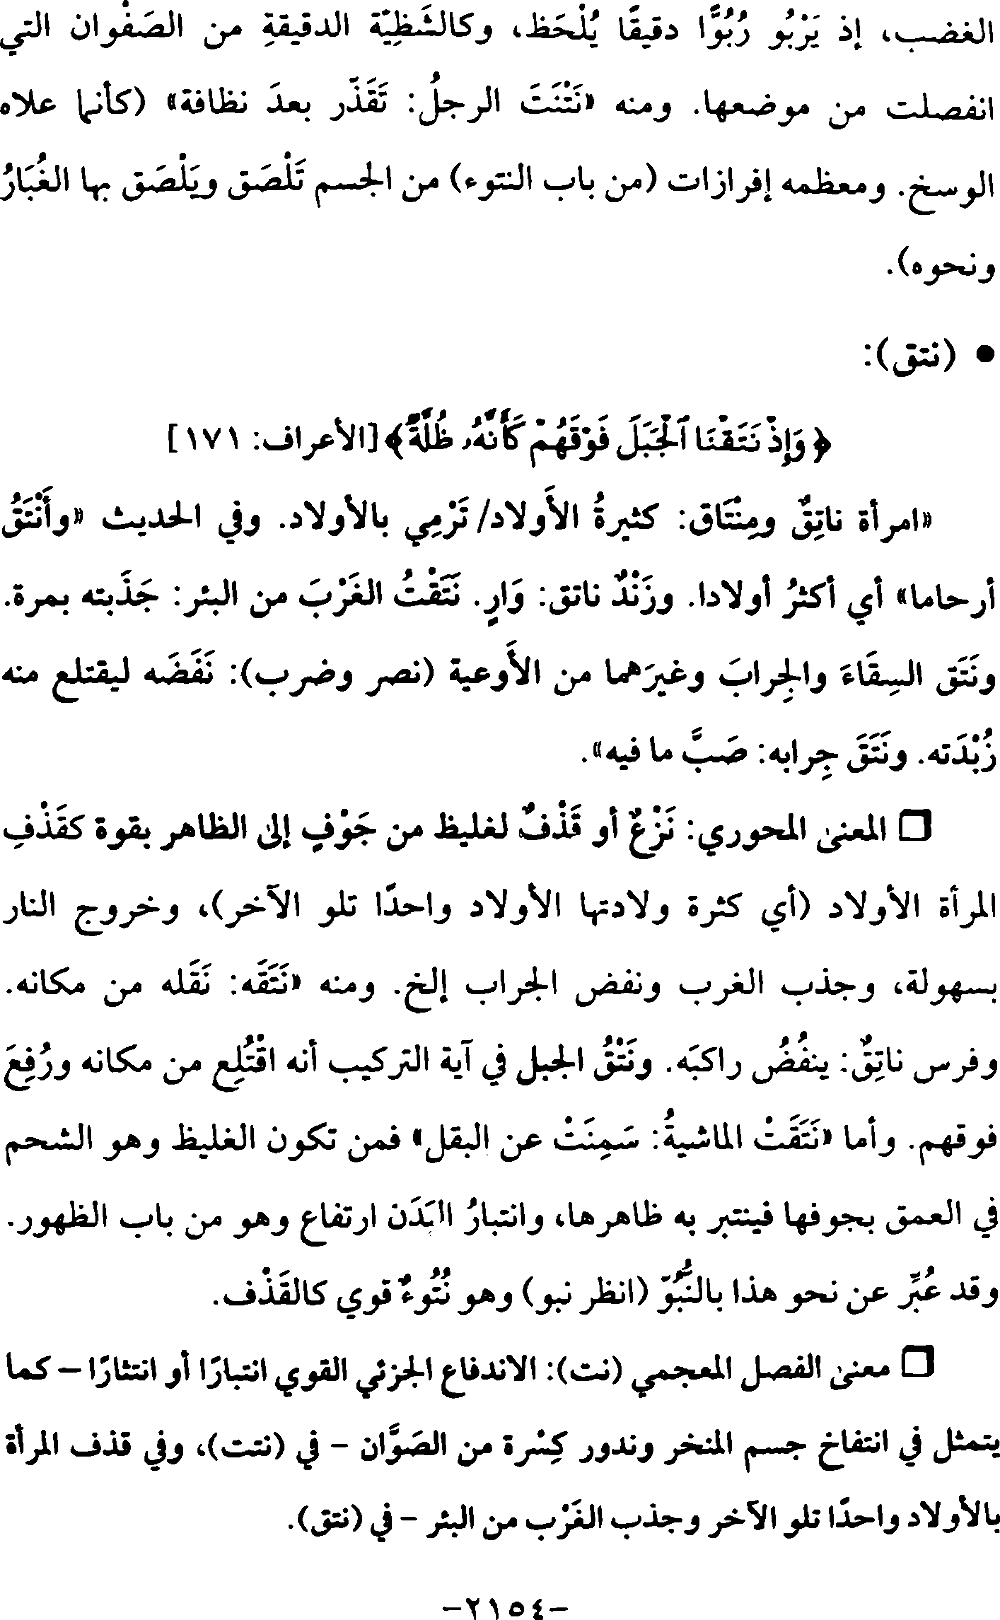 الغضب، إذ يَرْبُو رُبُوًّا دقيقًا يُلْحَظ، وكالشَظِيّة الدقيقةِ من الصَفْوان التي
انفصلت من موضعها. ومنه «نَتْنَتَ الرجلُ: تَقَذّر بعدَ نظافة» (كأنما علاه
الوسخ. ومعظمه إفرازات (من باب النتوء) من الجسم تَلْصَق ويَلْصَق بها الغُبَارُ
ونحوه).
• (نتق):
﴿ وَإِذْ نَتَقْنَا ٱلْجَبَلَ فَوْقَهُمْ كَأَنَّهُۥ ظُلَّةٌ ﴾ [الأعراف: ١٧١]
«امرأة ناتِقٌ ومِنْتَاق: كثيرةُ الأَولاد/ تَرْمِي بالأولاد. وفي الحديث «وأَنْتَقُ
أرحاما» أي أكثرُ أولادا. وزَنْدٌ ناتق: وَارٍ. نَتَقْتُ الغَرْبَ من البئر: جَذَبته بمرة.
ونَتَق السِقَاءَ والجِرابَ وغيرَهما من الأَوعية (نصر وضرب): نَفَضَه ليقتلع منه
زُبْدَته. ونَتَقَ جِرابه: صَبَّ ما فيه».
❑ المعنى المحوري: نَزْعٌ أو قَذْفٌ لغليظ من جَوْفٍ إلى الظاهر بقوة كقَذْفِ
المرأة الأولاد (أي كثرة ولادتها الأولاد واحدًا تلو الآخر)، وخروج النار
بسهولة، وجذب الغرب ونفض الجراب إلخ. ومنه «نَتَقَه: نَقَله من مكانه.
وفرس ناتِقٌ: ينفُضُ راكبَه. ونَتْقُ الجبل في آية التركيب أنه اقْتُلِع من مكانه ورُفِعَ
فوقهم. وأما «نَتَقَتْ الماشيةُ: سَمِنَتْ عن البقل» فمن تكون الغليظ وهو الشحم
في العمق بجوفها فينتبر به ظاهرها، وانتبارُ البَدَن ارتفاع وهو من باب الظهور.
وقد عُبِّر عن نحو هذا بالنُّبُوّ (انظر نبو) وهو نُتُوءٌ قوي كالقَذْف.
❑ معنى الفصل المعجمي (نت): الاندفاع الجزئي القوي انتبارًا أو انتثارًا – كما
يتمثل في انتفاخ جسم المنخر وندور كِسْرة من الصَوَّان - في (نتت)، وفي قذف المرأة
بالأولاد واحدًا تلو الآخر وجذب الغَرْب من البئر - في (نتق).
-٢١٥٤-